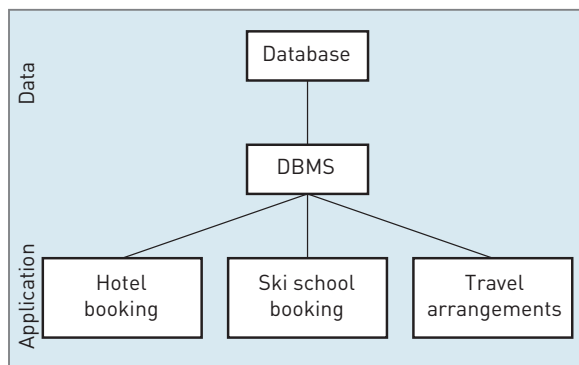 Data
Database
DBMS
Application
Hotel
booking
Ski school
booking
Travel
arrangements